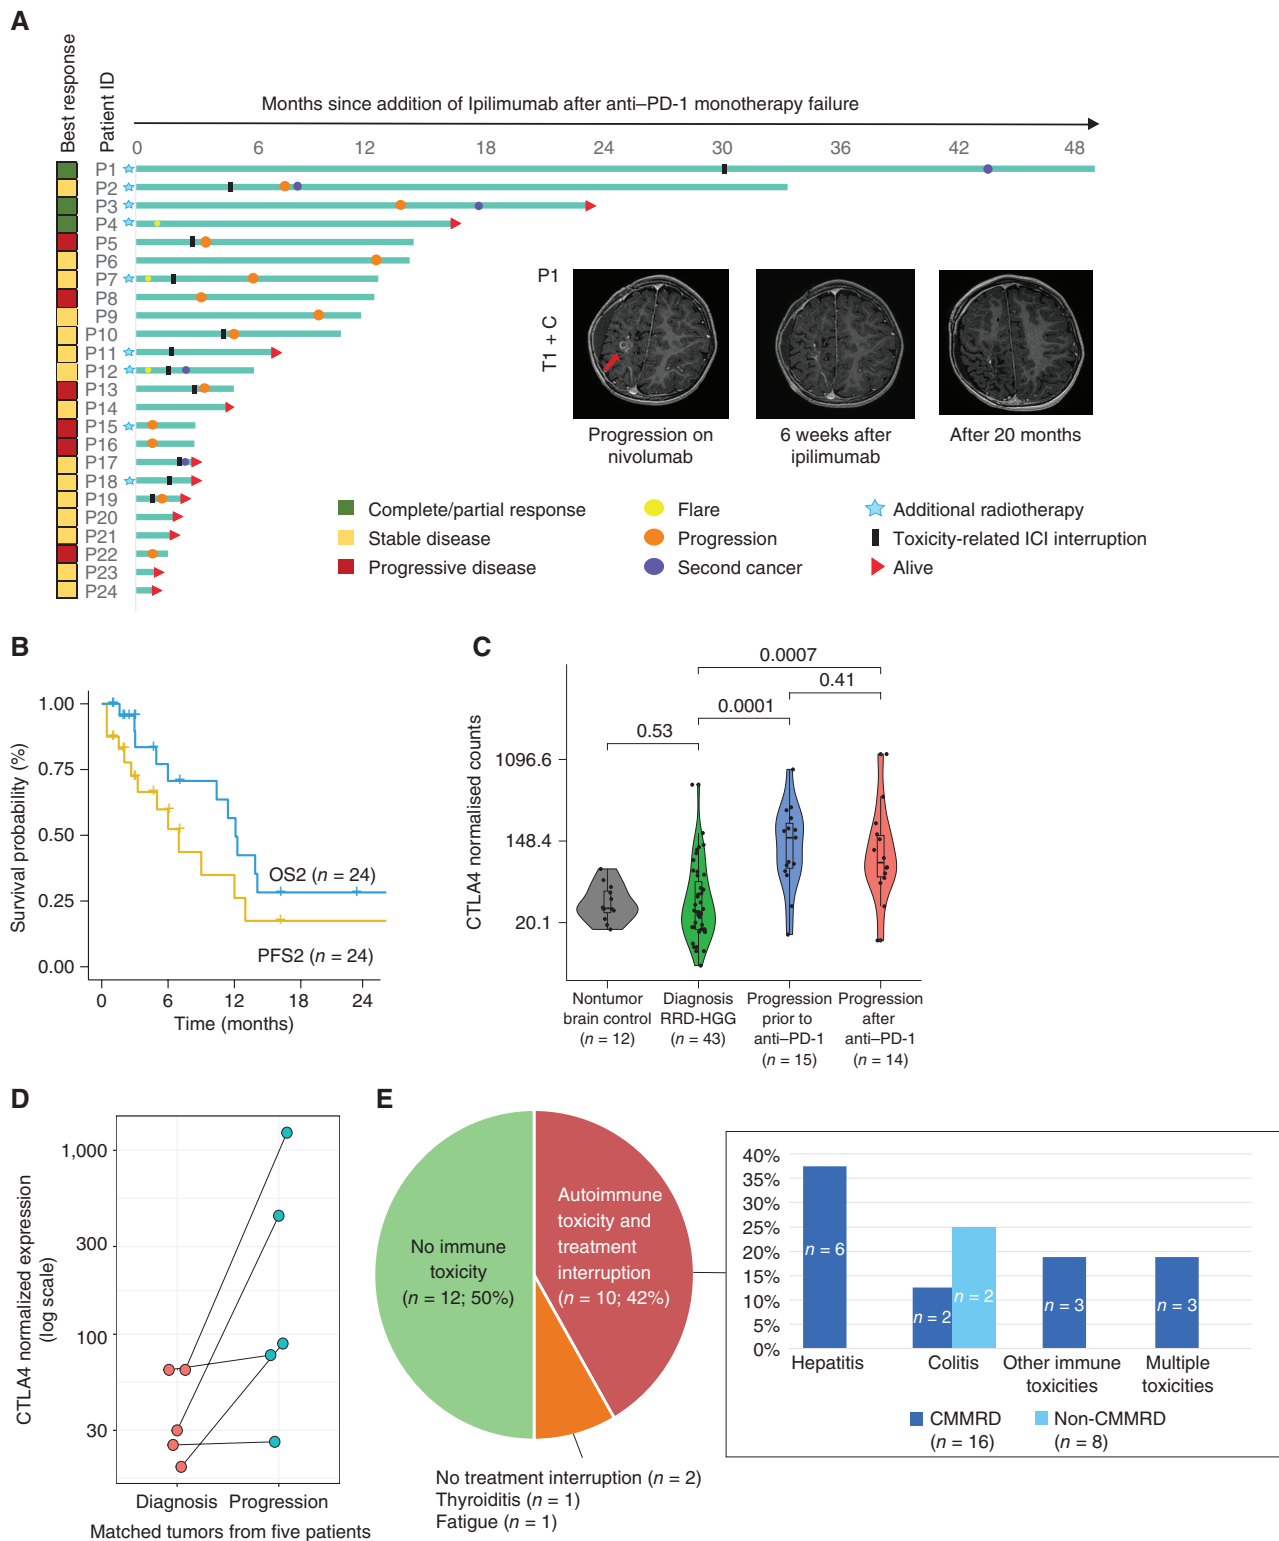 A
Best response
Patient ID
Months since addition of Ipilimumab after anti–PD-1 monotherapy failure
0 6 12 18 24 30 36 42 48
P1
P2
P3
P4
P5
P6
P7
P8
P9
P10
P11
P12
P13
P14
P15
P16
P17
P18
P19
P20
P21
P22
P23
P24
P1
T1 + C
Progression on
nivolumab
6 weeks after
ipilimumab
After 20 months
Complete/partial response
Stable disease
Progressive disease
Flare
Progression
Second cancer
Additional radiotherapy
Toxicity-related ICI interruption
Alive
B
Survival probability (%)
1.00
0.75
0.50
0.25
0.00
OS2 (n = 24)
PFS2 (n = 24)
0 6 12 18 24
Time (months)
C
CTLA4 normalised counts
1096.6
148.4
20.1
0.0007
0.41
0.0001
0.53
Nontumor
brain control
(n = 12)
Diagnosis
RRD-HGG
(n = 43)
Progression
prior to
anti–PD-1
(n = 15)
Progression
after
anti–PD-1
(n = 14)
D
CTLA4 normalized expression
(log scale)
1,000
300
100
30
Diagnosis Progression
Matched tumors from five patients
E
No immune
toxicity
(n = 12; 50%)
Autoimmune
toxicity and
treatment
interruption
(n = 10; 42%)
No treatment interruption (n = 2)
Thyroiditis (n = 1)
Fatigue (n = 1)
40%
35%
30%
25%
20%
15%
10%
5%
0%
n = 6
n = 2
n = 2
n = 3
n = 3
Hepatitis
Colitis
Other immune
toxicities
Multiple
toxicities
CMMRD
(n = 16)
Non-CMMRD
(n = 8)